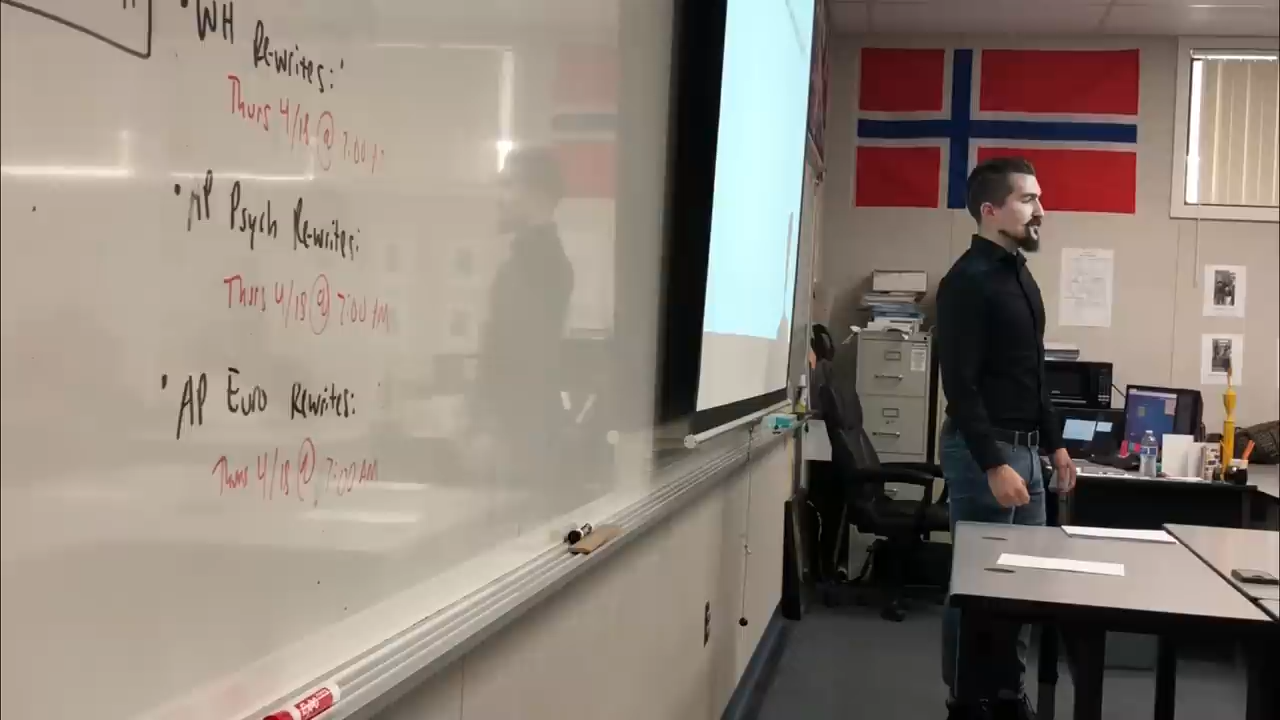 • WH Re-writes:
Thurs 4/18 @ 7:00
• AP Psych Re-writes:
Thurs 4/18 @ 7:00 AM
• AP Euro Rewrites:
Thurs 4/18 @ 7:00 AM
EXPO